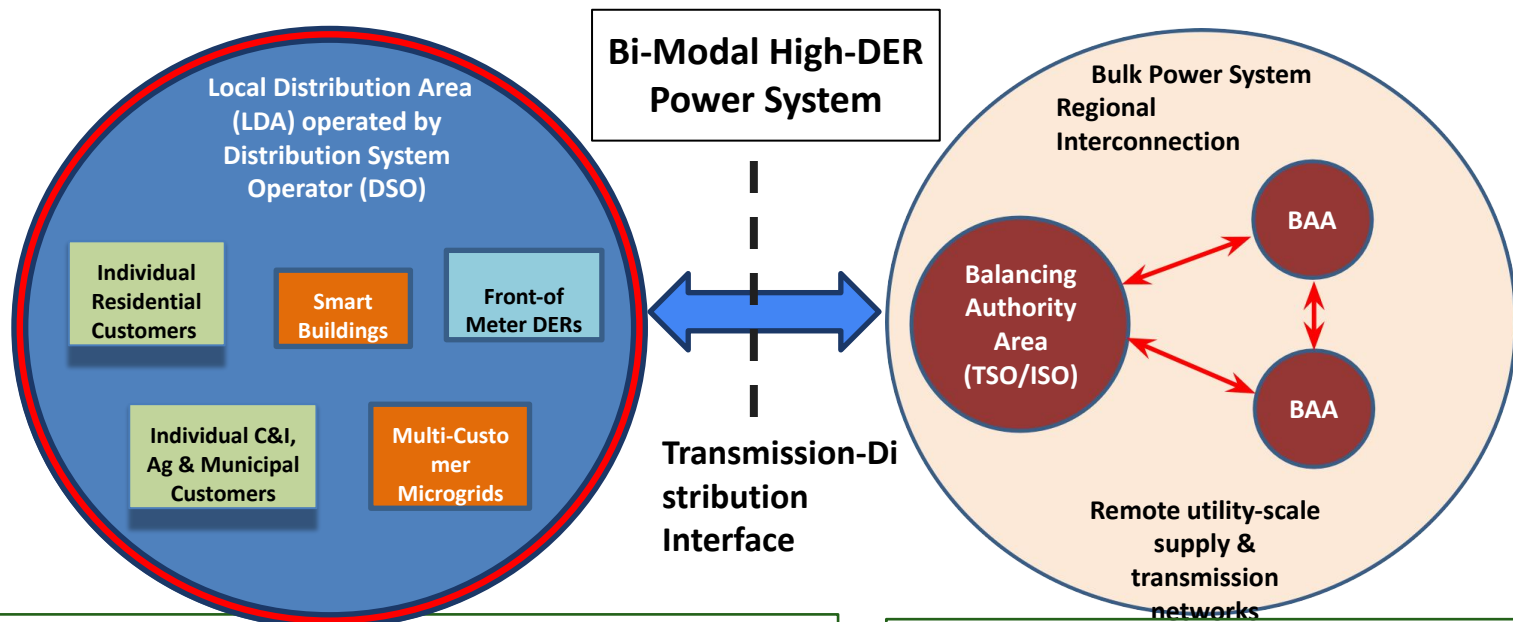 Bi-Modal High-DER
Power System
Local Distribution Area
(LDA) operated by
Distribution System
Operator (DSO)
Individual
Residential
Customers
Smart
Buildings
Front-of
Meter DERs
Individual C&I,
Ag & Municipal
Customers
Multi-Custo
mer
Microgrids
Transmission-Di
stribution
Interface
Bulk Power System
Regional
Interconnection
Balancing
Authority
Area
(TSO/ISO)
BAA
BAA
Remote utility-scale
supply &
transmission
networks